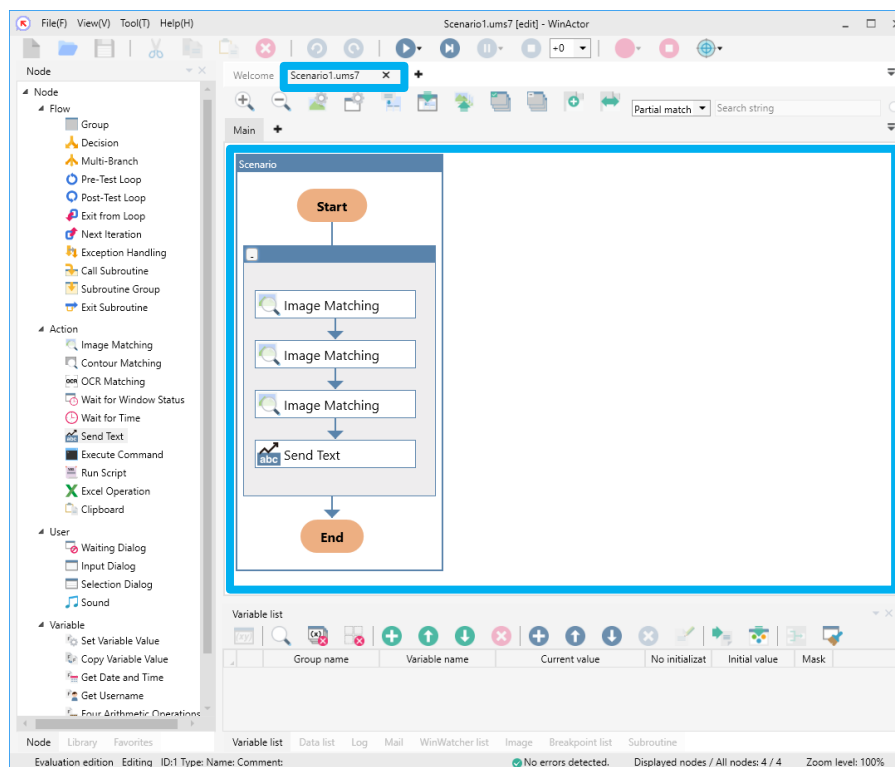 File(F) View(V) Tool(T) Help(H) Scenario1.ums7 [edit] - WinActor
+0
Node
Node
Flow
Group
Decision
Multi-Branch
Pre-Test Loop
Post-Test Loop
Exit from Loop
Next Iteration
Exception Handling
Call Subroutine
Subroutine Group
Exit Subroutine
Action
Image Matching
Contour Matching
OCR OCR Matching
Wait for Window Status
Wait for Time
Send Text
Execute Command
Run Script
Excel Operation
Clipboard
User
Waiting Dialog
Input Dialog
Selection Dialog
Sound
Variable
Set Variable Value
Copy Variable Value
Get Date and Time
Get Username
Four Arithmetic Operations
Node Library Favorites
Welcome Scenario1.ums7
Partial match Search string
Main
Scenario
Start
Image Matching
Image Matching
Image Matching
abc Send Text
End
Variable list
Group name Variable name Current value No initializat Initial value Mask
Variable list Data list Log Mail WinWatcher list Image Breakpoint list Subroutine
Evaluation edition Editing ID:1 Type: Name: Comment: No errors detected. Displayed nodes / All nodes: 4 / 4 Zoom level: 100%